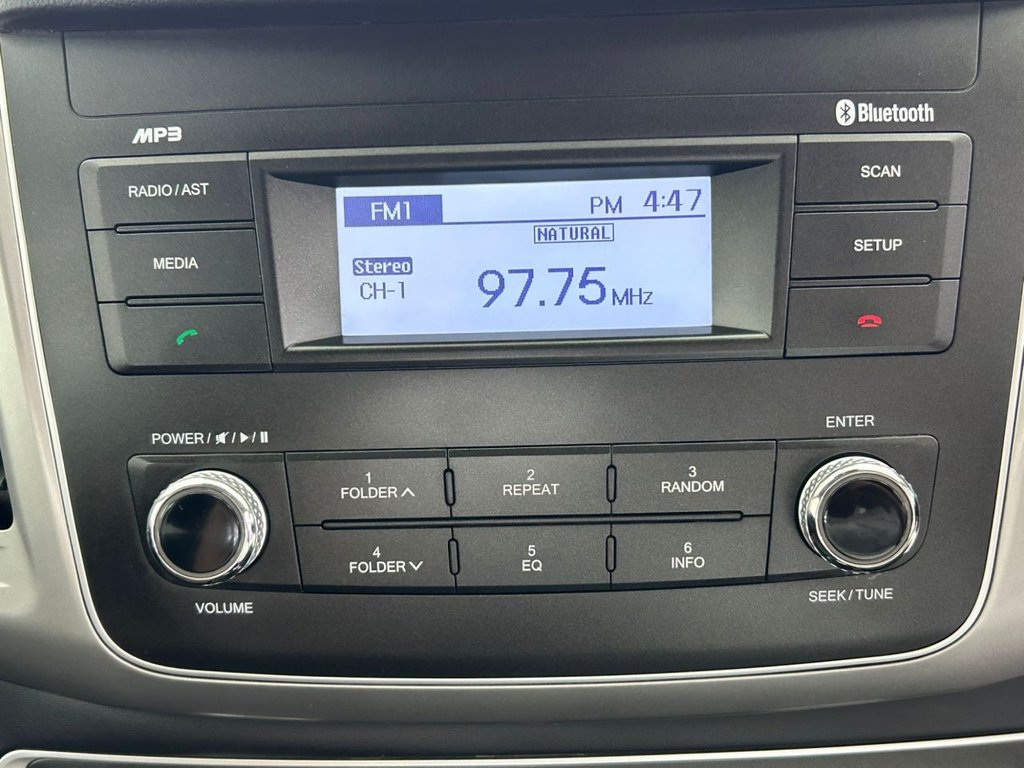 MP3
Bluetooth
RADIO / AST
MEDIA
FM1 PM 4:47
NATURAL
Stereo
CH-1 97.75 MHz
SCAN
SETUP
POWER / / /
ENTER
1
FOLDER
2
REPEAT
3
RANDOM
4
FOLDER
5
EQ
6
INFO
VOLUME
SEEK / TUNE